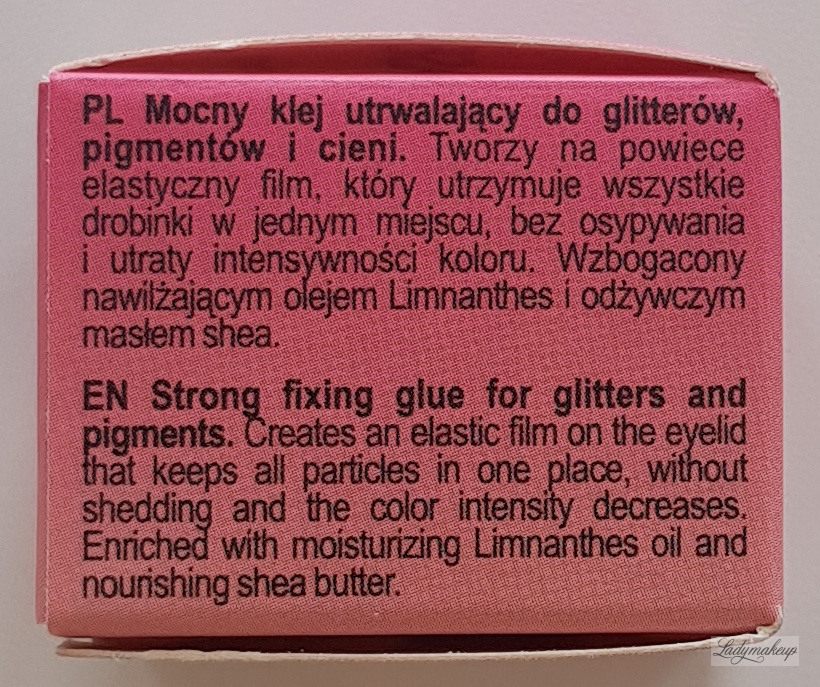 PL Mocny klej utrwalający do glitterów,
pigmentów i cieni. Tworzy na powiece
elastyczny film, który utrzymuje wszystkie
drobinki w jednym miejscu, bez osypywania
i utraty intensywności koloru. Wzbogacony
nawilżającym olejem Limnanthes i odżywczym
masłem shea.
EN Strong fixing glue for glitters and
pigments. Creates an elastic film on the eyelid
that keeps all particles in one place, without
shedding and the color intensity decreases.
Enriched with moisturizing Limnanthes oil and
nourishing shea butter.
Ladymakeup